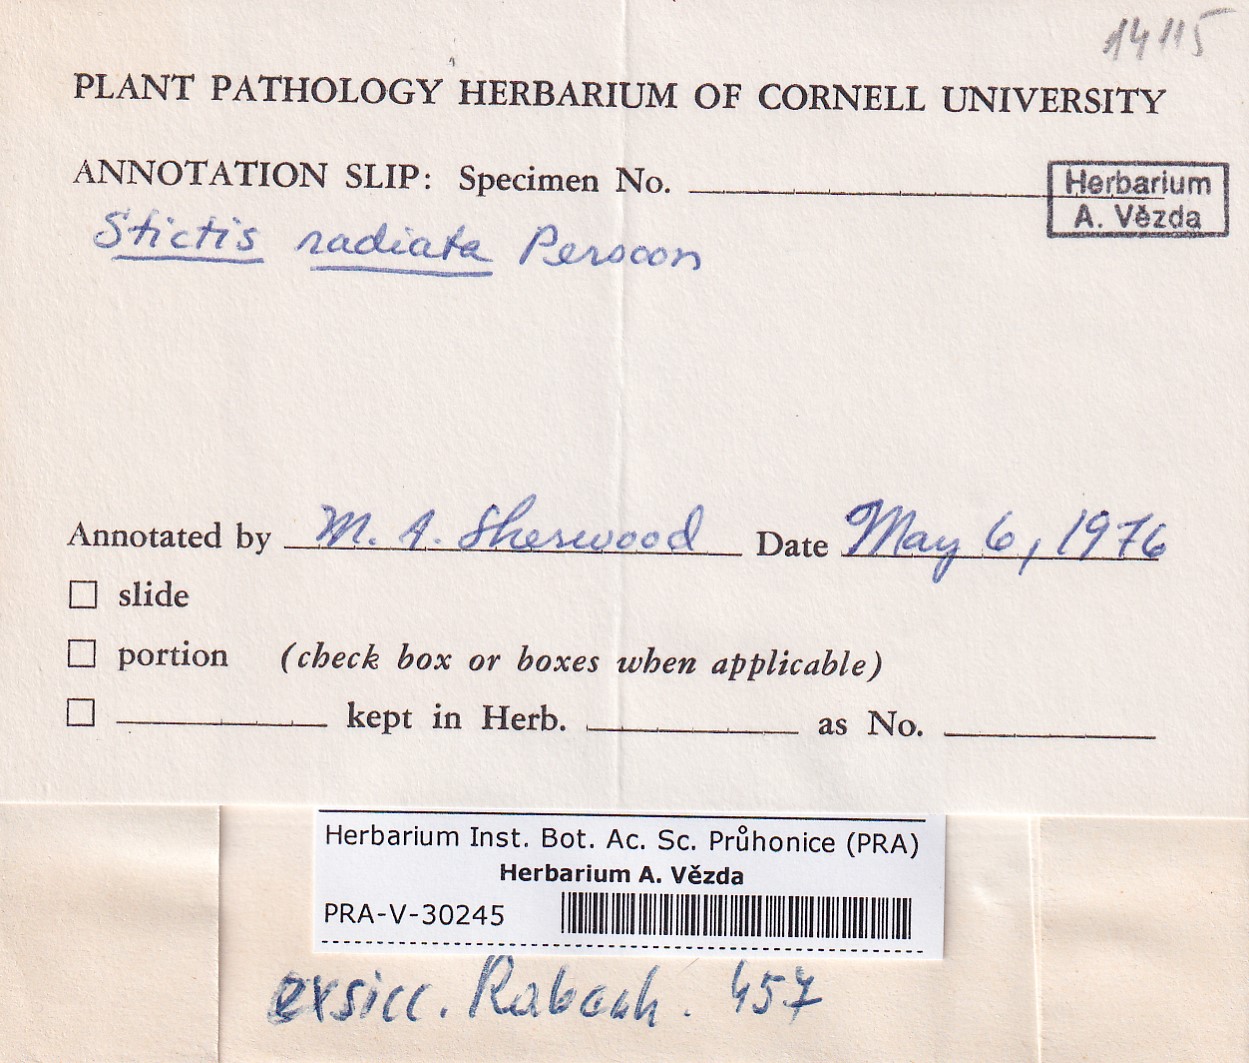 14115
PLANT PATHOLOGY HERBARIUM OF CORNELL UNIVERSITY
ANNOTATION SLIP: Specimen No.
Herbarium
A. Vězda
Stictis radiata Persoon
Annotated by M. A. Sherwood Date May 6, 1976
slide
portion (check box or boxes when applicable)
kept in Herb. as No.
Herbarium Inst. Bot. Ac. Sc. Průhonice (PRA)
Herbarium A. Vězda
PRA-V-30245
exsicc. 457